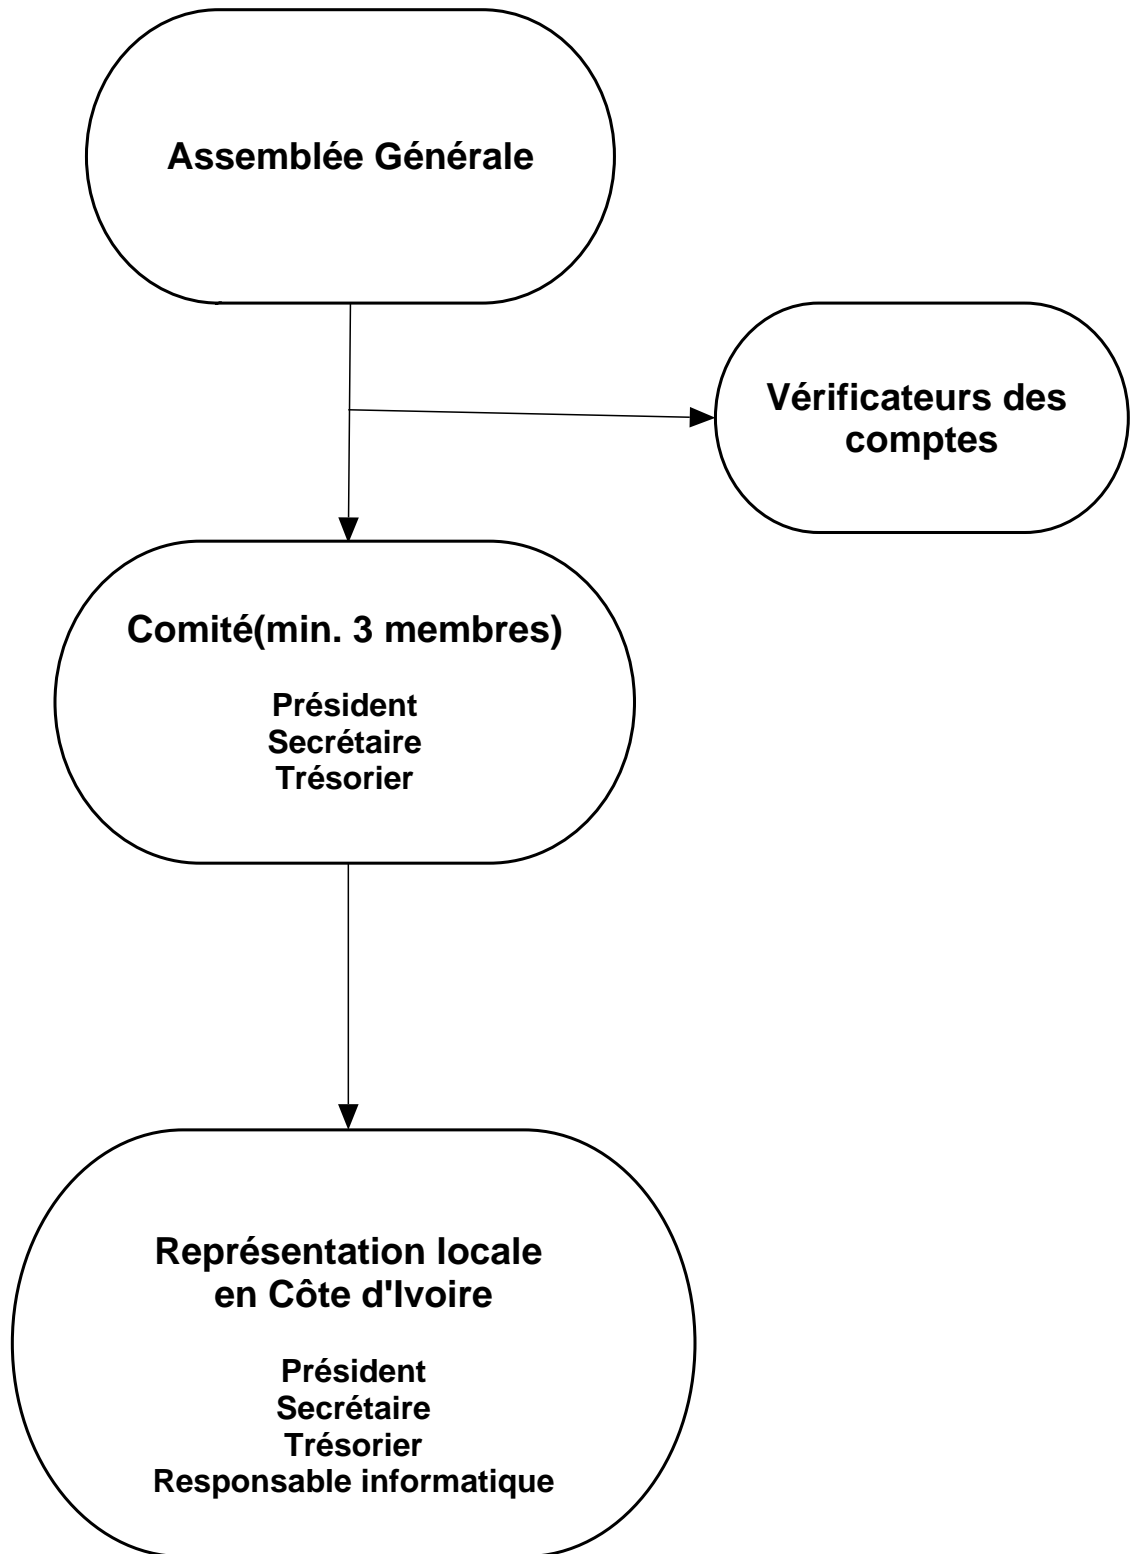 Assemblée Générale
Vérificateurs des
comptes
Comité(min. 3 membres)
Président
Secrétaire
Trésorier
Représentation locale
en Côte d'Ivoire
Président
Secrétaire
Trésorier
Responsable informatique